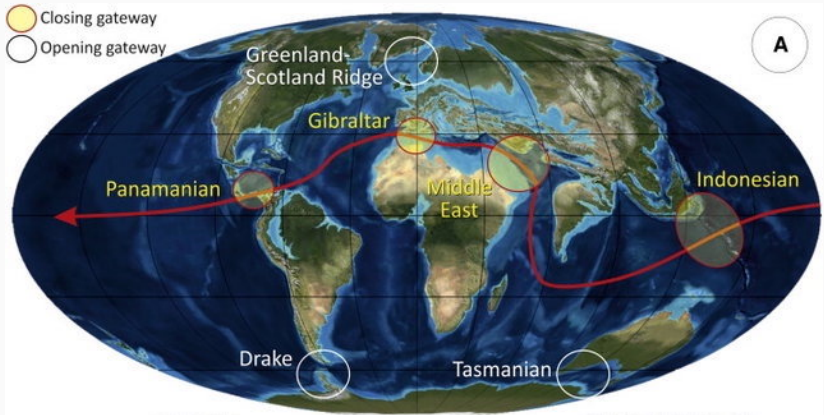 Closing gateway
Opening gateway
A
Greenland-
Scotland Ridge
Gibraltar
Panamanian
Middle
East
Indonesian
Drake
Tasmanian